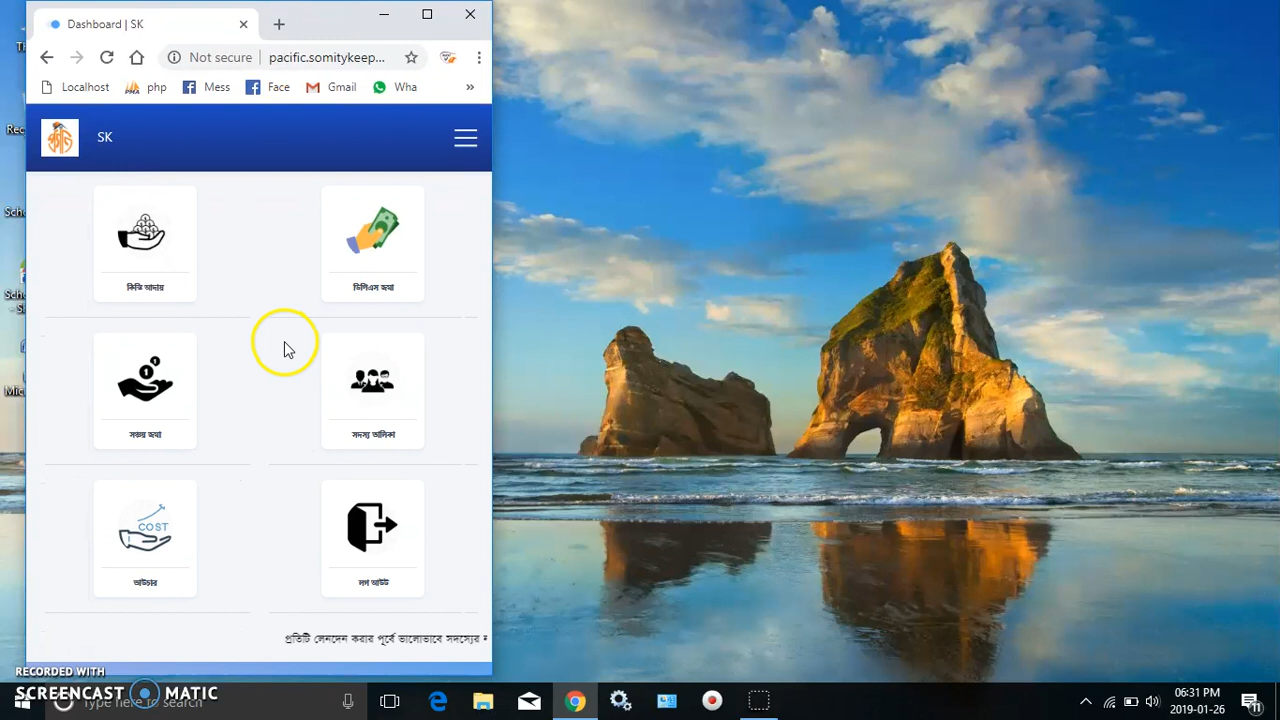 Dashboard | SK
Not secure pacific.somitykeep...
Localhost php Mess Face Gmail Wha »
SK
কিস্তি আদায়
ডিপিএস জমা
সঞ্চয় জমা
সদস্য তালিকা
COST
ভাউচার
লগ আউট
প্রতিটি লেনদেন করার পূর্বে ভালোভাবে সদস্যের
RECORDED WITH
SCREENCAST MATIC
Type here to search
06:31 PM
2019-01-26